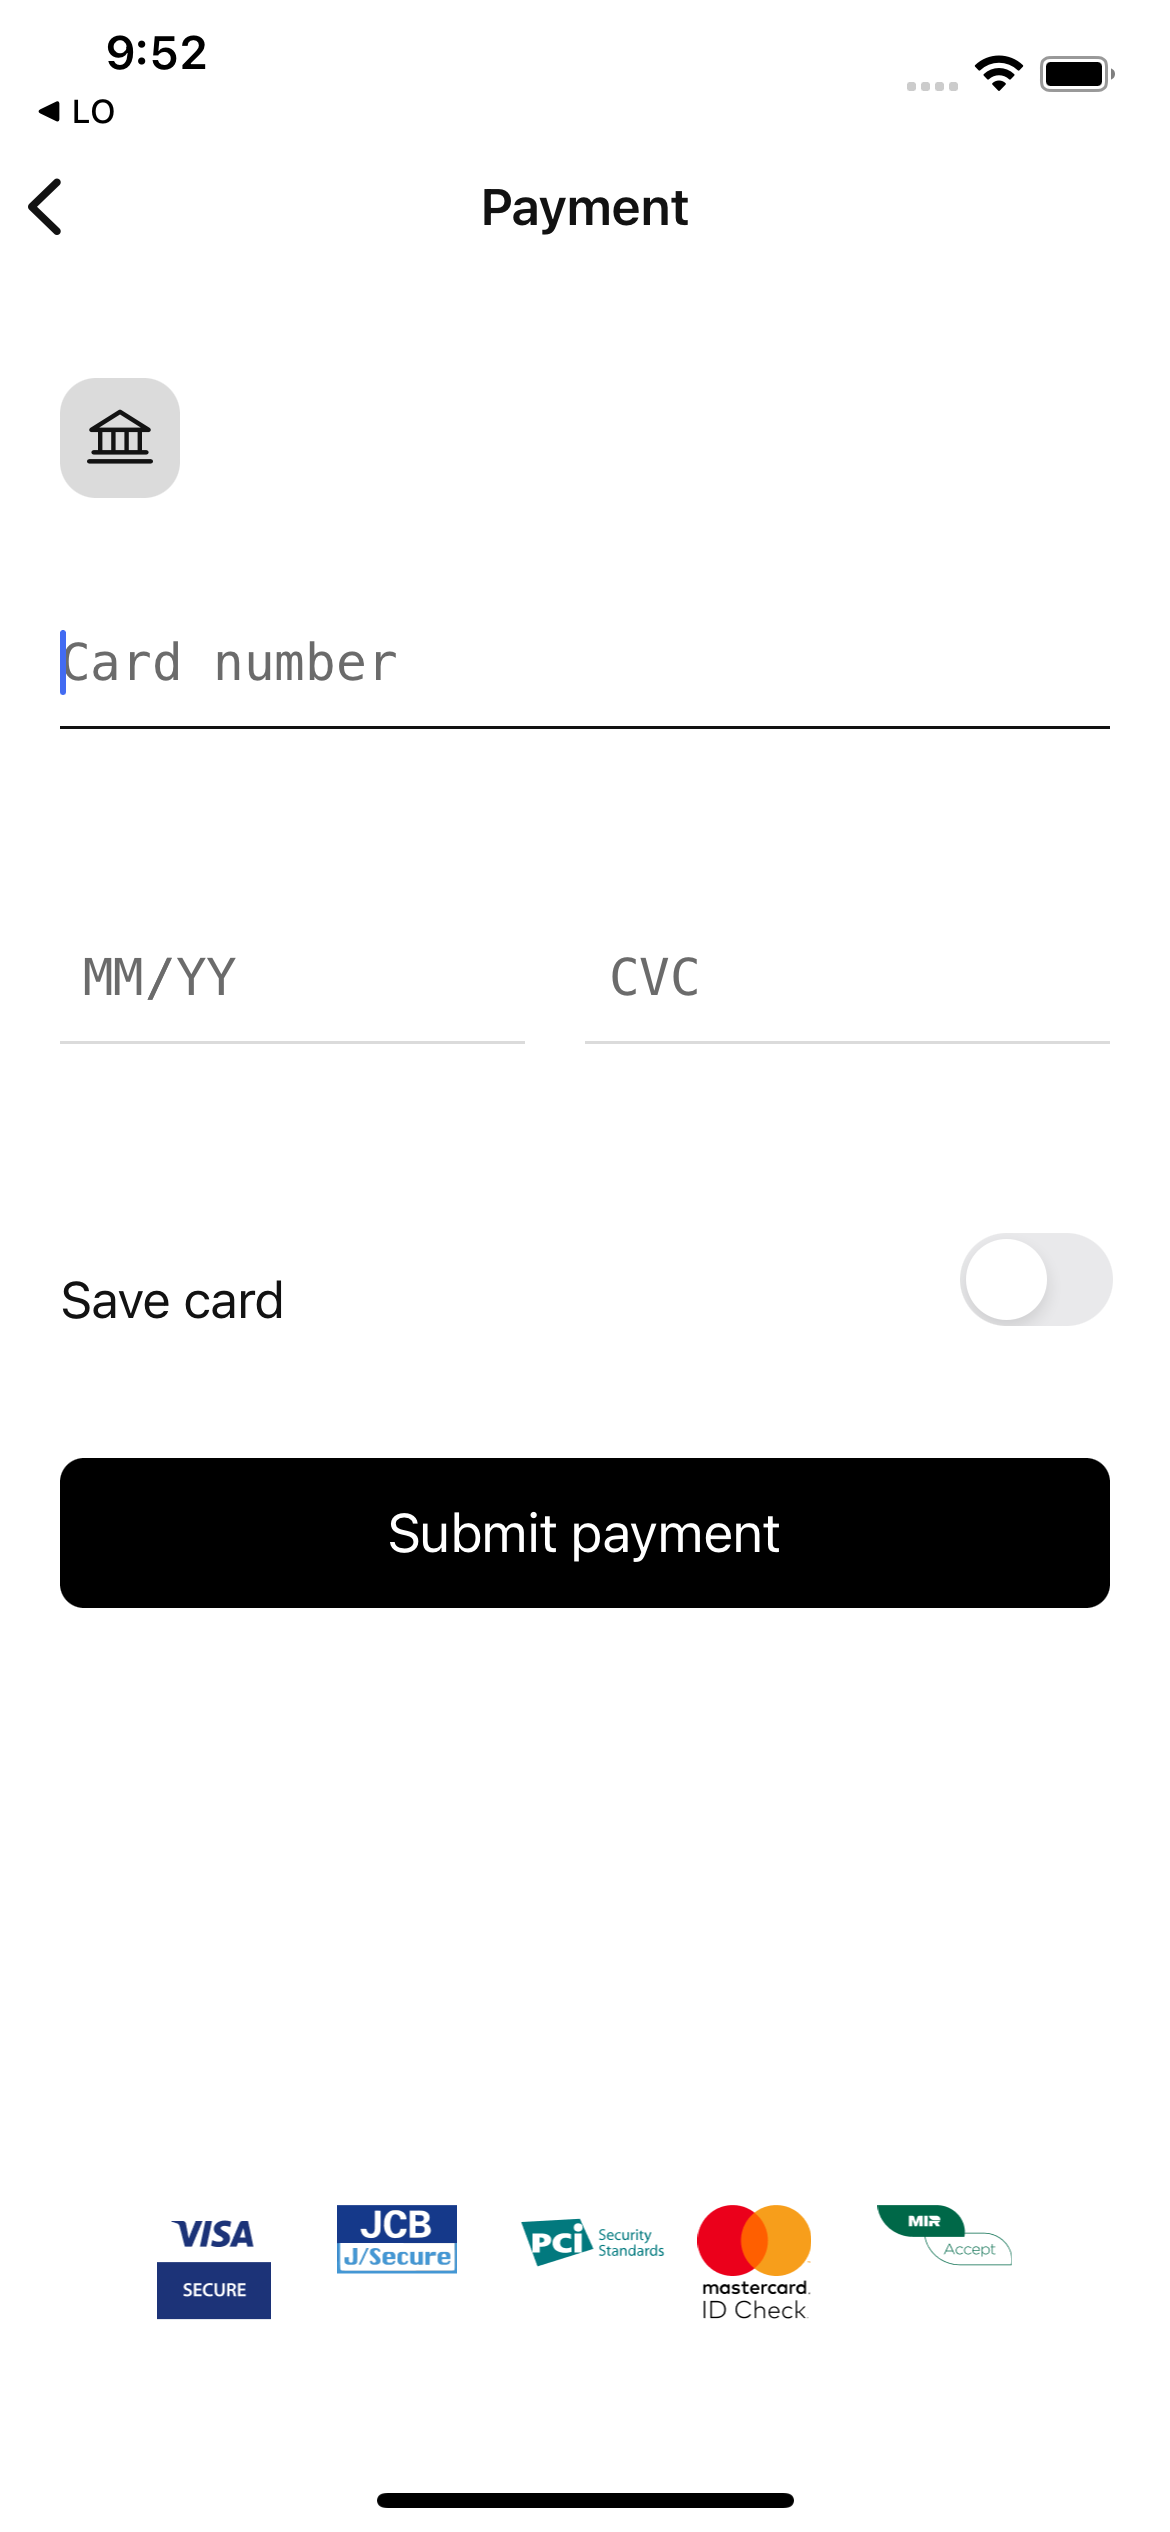 9:52
LO
Payment
Card number
MM/YY
CVC
Save card
Submit payment
VISA
SECURE
JCB
J/Secure
PCi
Security
Standards
mastercard.
ID Check
MIR
Accept